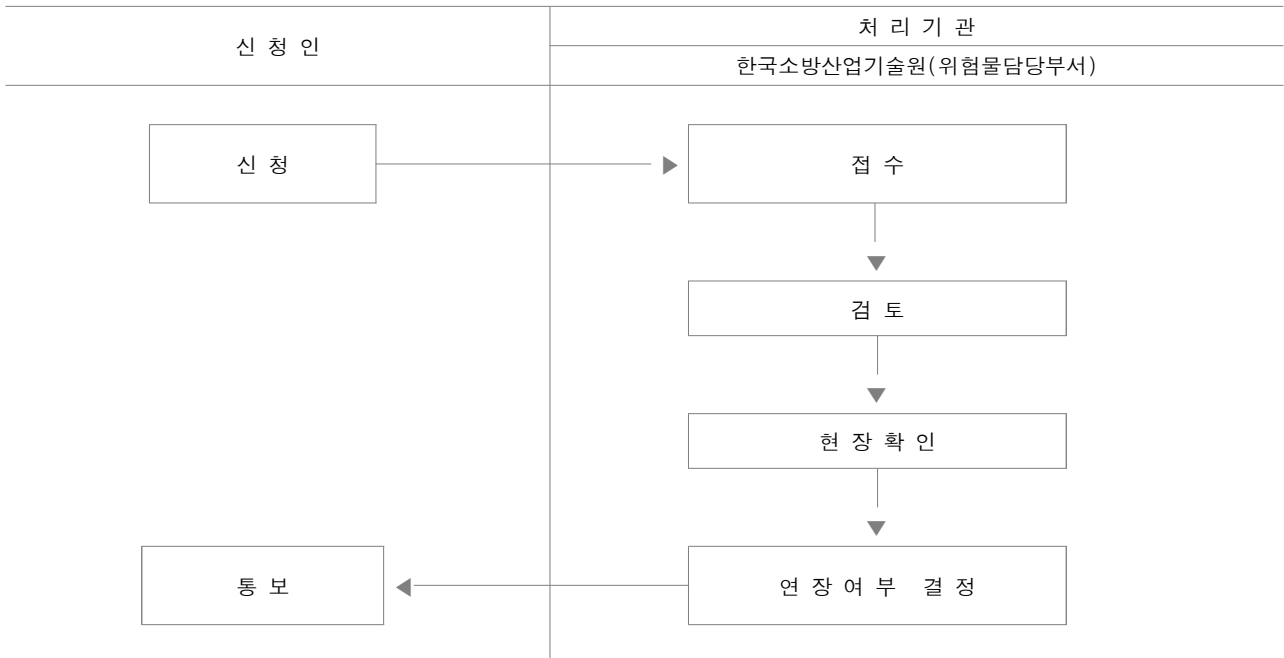 신 청 인
처 리 기 관
한국소방산업기술원(위험물담당부서)
신 청
접 수
검 토
현 장 확 인
통 보
연 장 여 부 결 정